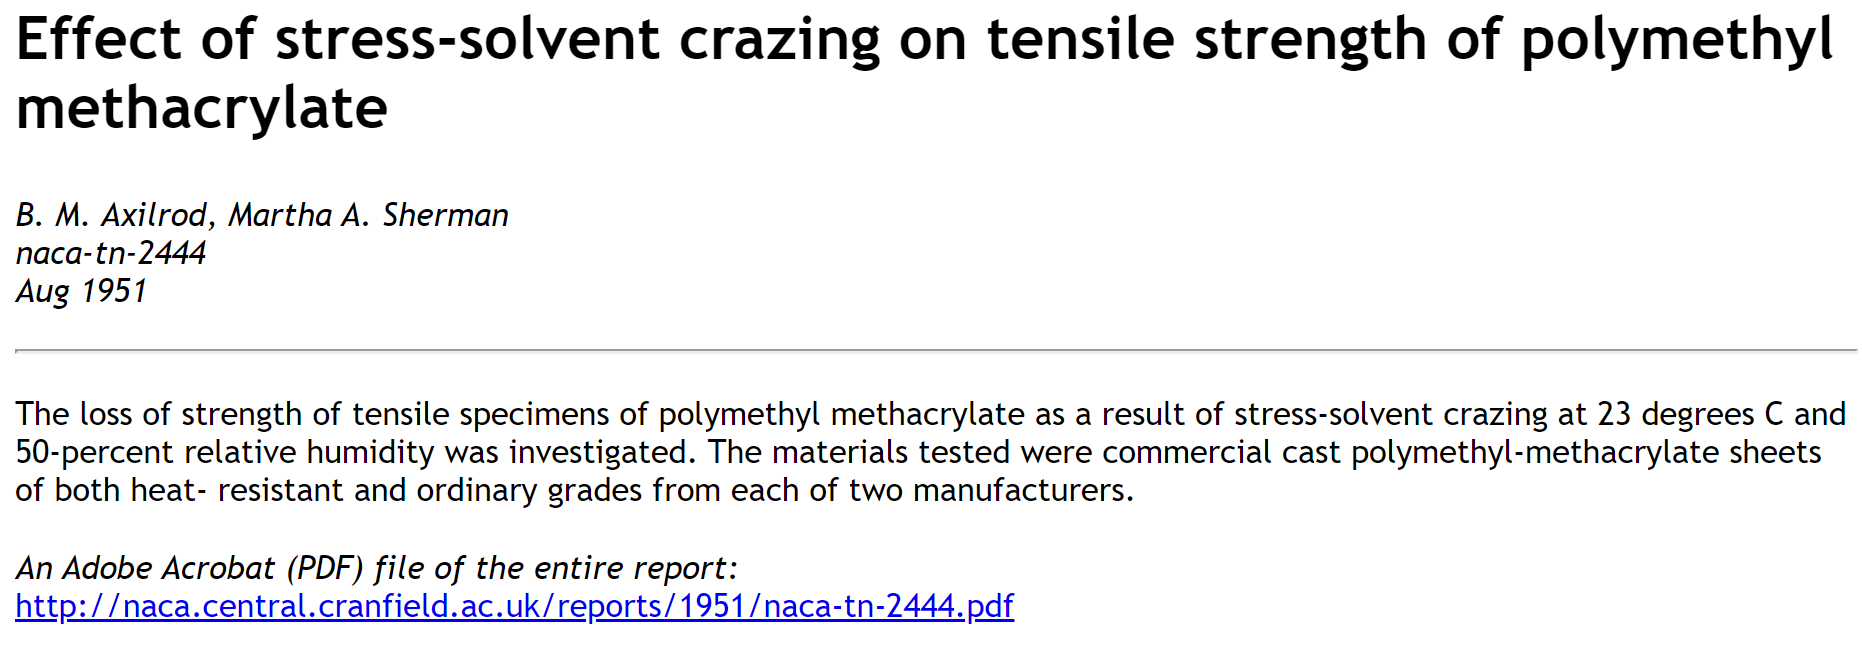 Effect of stress-solvent crazing on tensile strength of polymethyl
methacrylate
B. M. Axilrod, Martha A. Sherman
naca-tn-2444
Aug 1951
The loss of strength of tensile specimens of polymethyl methacrylate as a result of stress-solvent crazing at 23 degrees C and
50-percent relative humidity was investigated. The materials tested were commercial cast polymethyl-methacrylate sheets
of both heat- resistant and ordinary grades from each of two manufacturers.
An Adobe Acrobat (PDF) file of the entire report:
http://naca.central.cranfield.ac.uk/reports/1951/naca-tn-2444.pdf